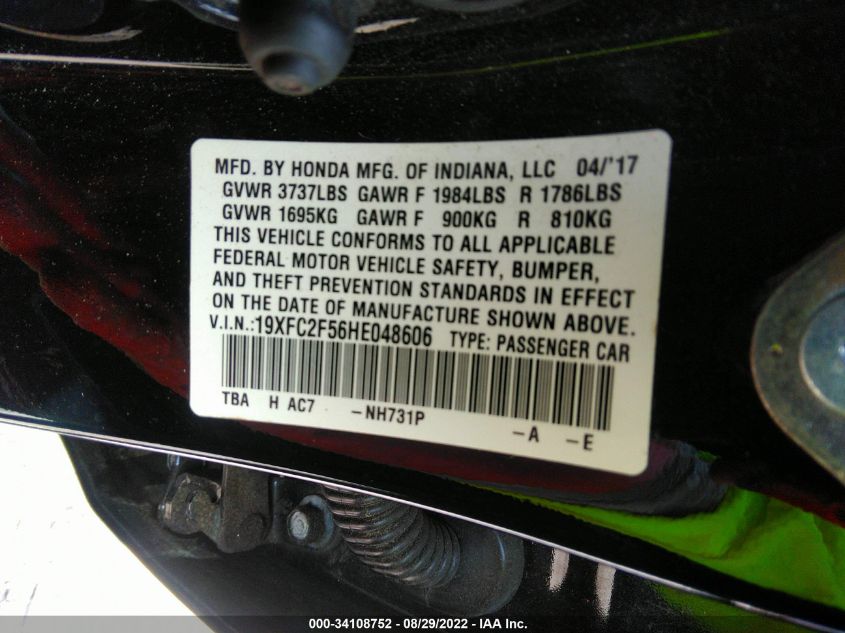 MFD. BY HONDA MFG. OF INDIANA, LLC 04/'17
GVWR 3737LBS GAWR F 1984LBS R 1786LBS
GVWR 1695KG GAWR F 900KG R 810KG
THIS VEHICLE CONFORMS TO ALL APPLICABLE
FEDERAL MOTOR VEHICLE SAFETY, BUMPER,
AND THEFT PREVENTION STANDARDS IN EFFECT
ON THE DATE OF MANUFACTURE SHOWN ABOVE.
V.I.N.:19XFC2F56HE048606 TYPE: PASSENGER CAR
TBA H AC7 -NH731P -A -E
000-34108752 - 08/29/2022 - IAA Inc.